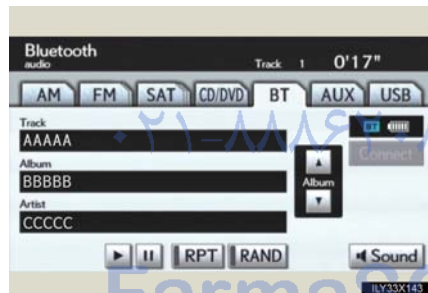 Bluetooth
audio
Track 1 0'17"
AM FM SAT CD/DVD BT AUX USB
Track
AAAAA
BT
Connect
Album
BBBBB
Album
Artist
CCCCC
RPT RAND Sound
ILY33X143